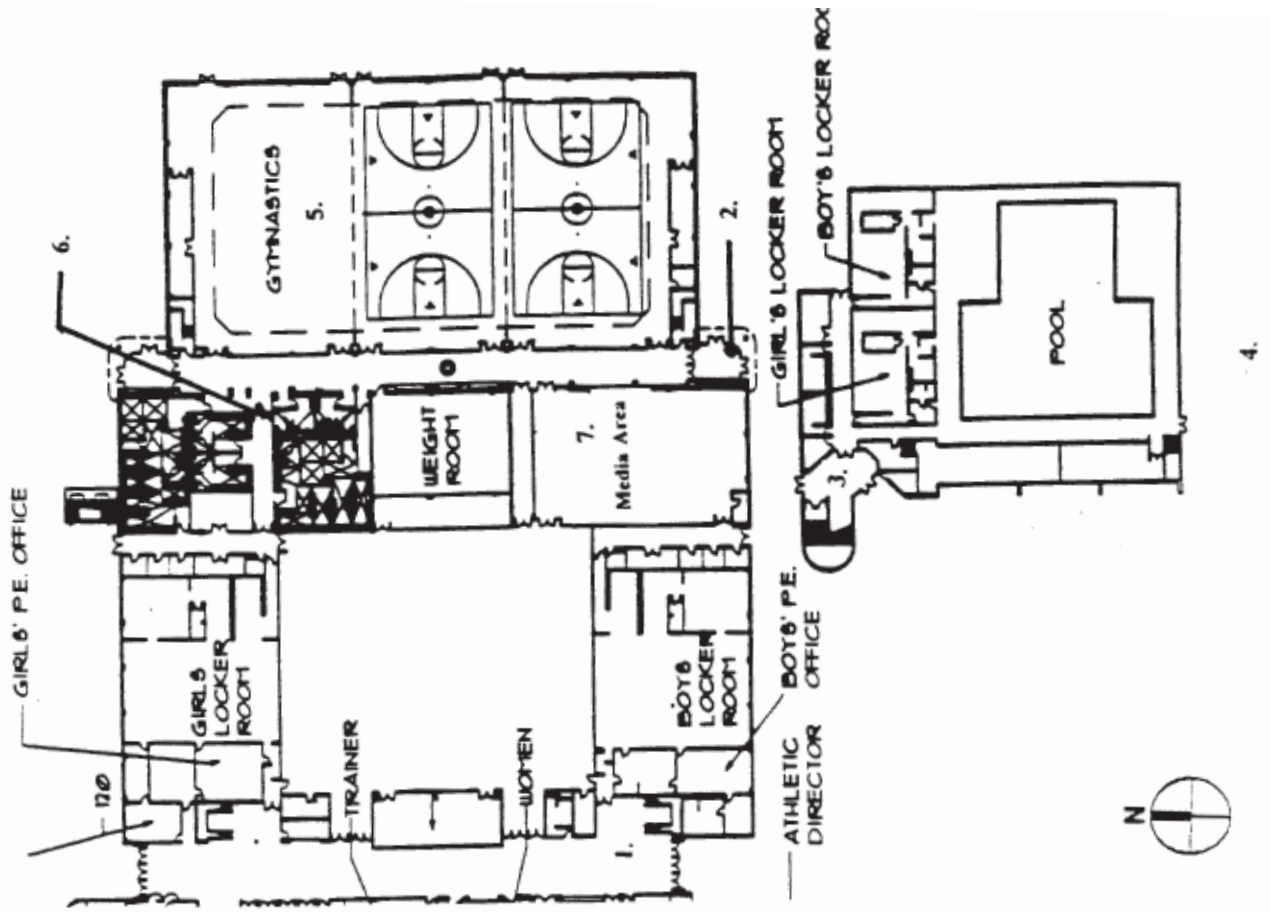 6.
GYMNASTICS
5.
2.
BOY'S LOCKER ROO
GIRL'S LOCKER ROOM
POOL
4.
3.
WEIGHT
ROOM
7.
Media Area
GIRLS' P.E. OFFICE
GIRLS
LOCKER
ROOM
BOYS
LOCKER
ROOM
BOYS' P.E.
OFFICE
120
TRAINER
WOMEN
1.
ATHLETIC
DIRECTOR
N